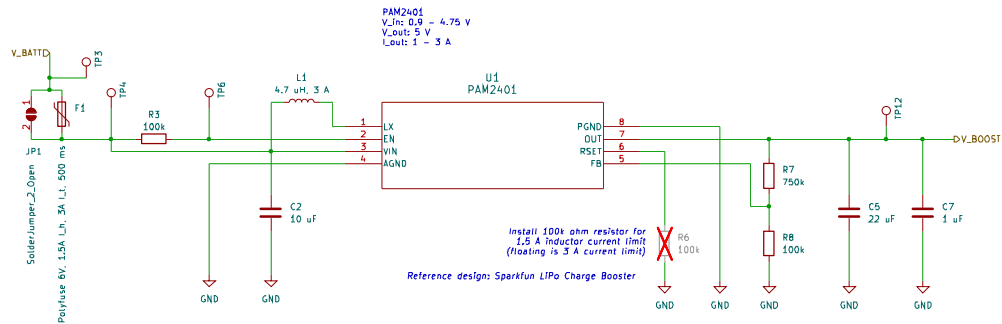 PAM2401
V_in: 0.9 - 4.75 V
V_out: 5 V
I_out: 1 - 3 A
V_BATT
TP3
TP4
TP6
TP12
1
2
JP1
SolderJumper_2_Open
F1
Polyfuse 6V, 1.5A I_h, 3A I_t, 500 ms
R3
100k
L1
4.7 uH, 3 A
U1
PAM2401
1 LX
2 EN
3 VIN
4 AGND
PGND 8
OUT 7
RSET 6
FB 5
V_BOOST
C2
10 uF
R7
750k
R8
100k
C5
22 uF
C7
1 uF
R6
100k
Install 100k ohm resistor for
1.5 A inductor current limit
(floating is 3 A current limit)
Reference design: Sparkfun LiPo Charge Booster
GND
GND
GND
GND
GND
GND
GND